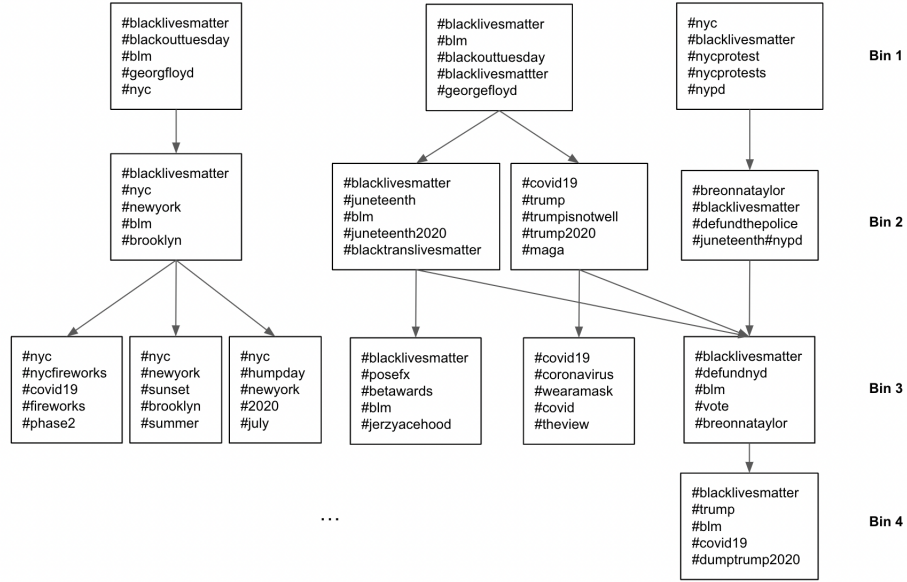 #blacklivesmatter
#blackouttuesday
#blm
#georgfloyd
#nyc
#blacklivesmatter
#blm
#blackouttuesday
#blacklivesmattter
#georgefloyd
#nyc
#blacklivesmatter
#nycprotest
#nycprotests
#nypd
Bin 1
#blacklivesmatter
#nyc
#newyork
#blm
#brooklyn
#blacklivesmatter
#juneteenth
#blm
#juneteenth2020
#blacktranslivesmatter
#covid19
#trump
#trumpisnotwell
#trump2020
#maga
#breonnataylor
#blacklivesmatter
#defundthepolice
#juneteenth#nypd
Bin 2
#nyc
#nycfireworks
#covid19
#fireworks
#phase2
#nyc
#newyork
#sunset
#brooklyn
#summer
#nyc
#humpday
#newyork
#2020
#july
#blacklivesmatter
#posefx
#betawards
#blm
#jerzyacehood
#covid19
#coronavirus
#wearamask
#covid
#theview
#blacklivesmatter
#defundnyd
#blm
#vote
#breonnataylor
Bin 3
...
#blacklivesmatter
#trump
#blm
#covid19
#dumptrump2020
Bin 4